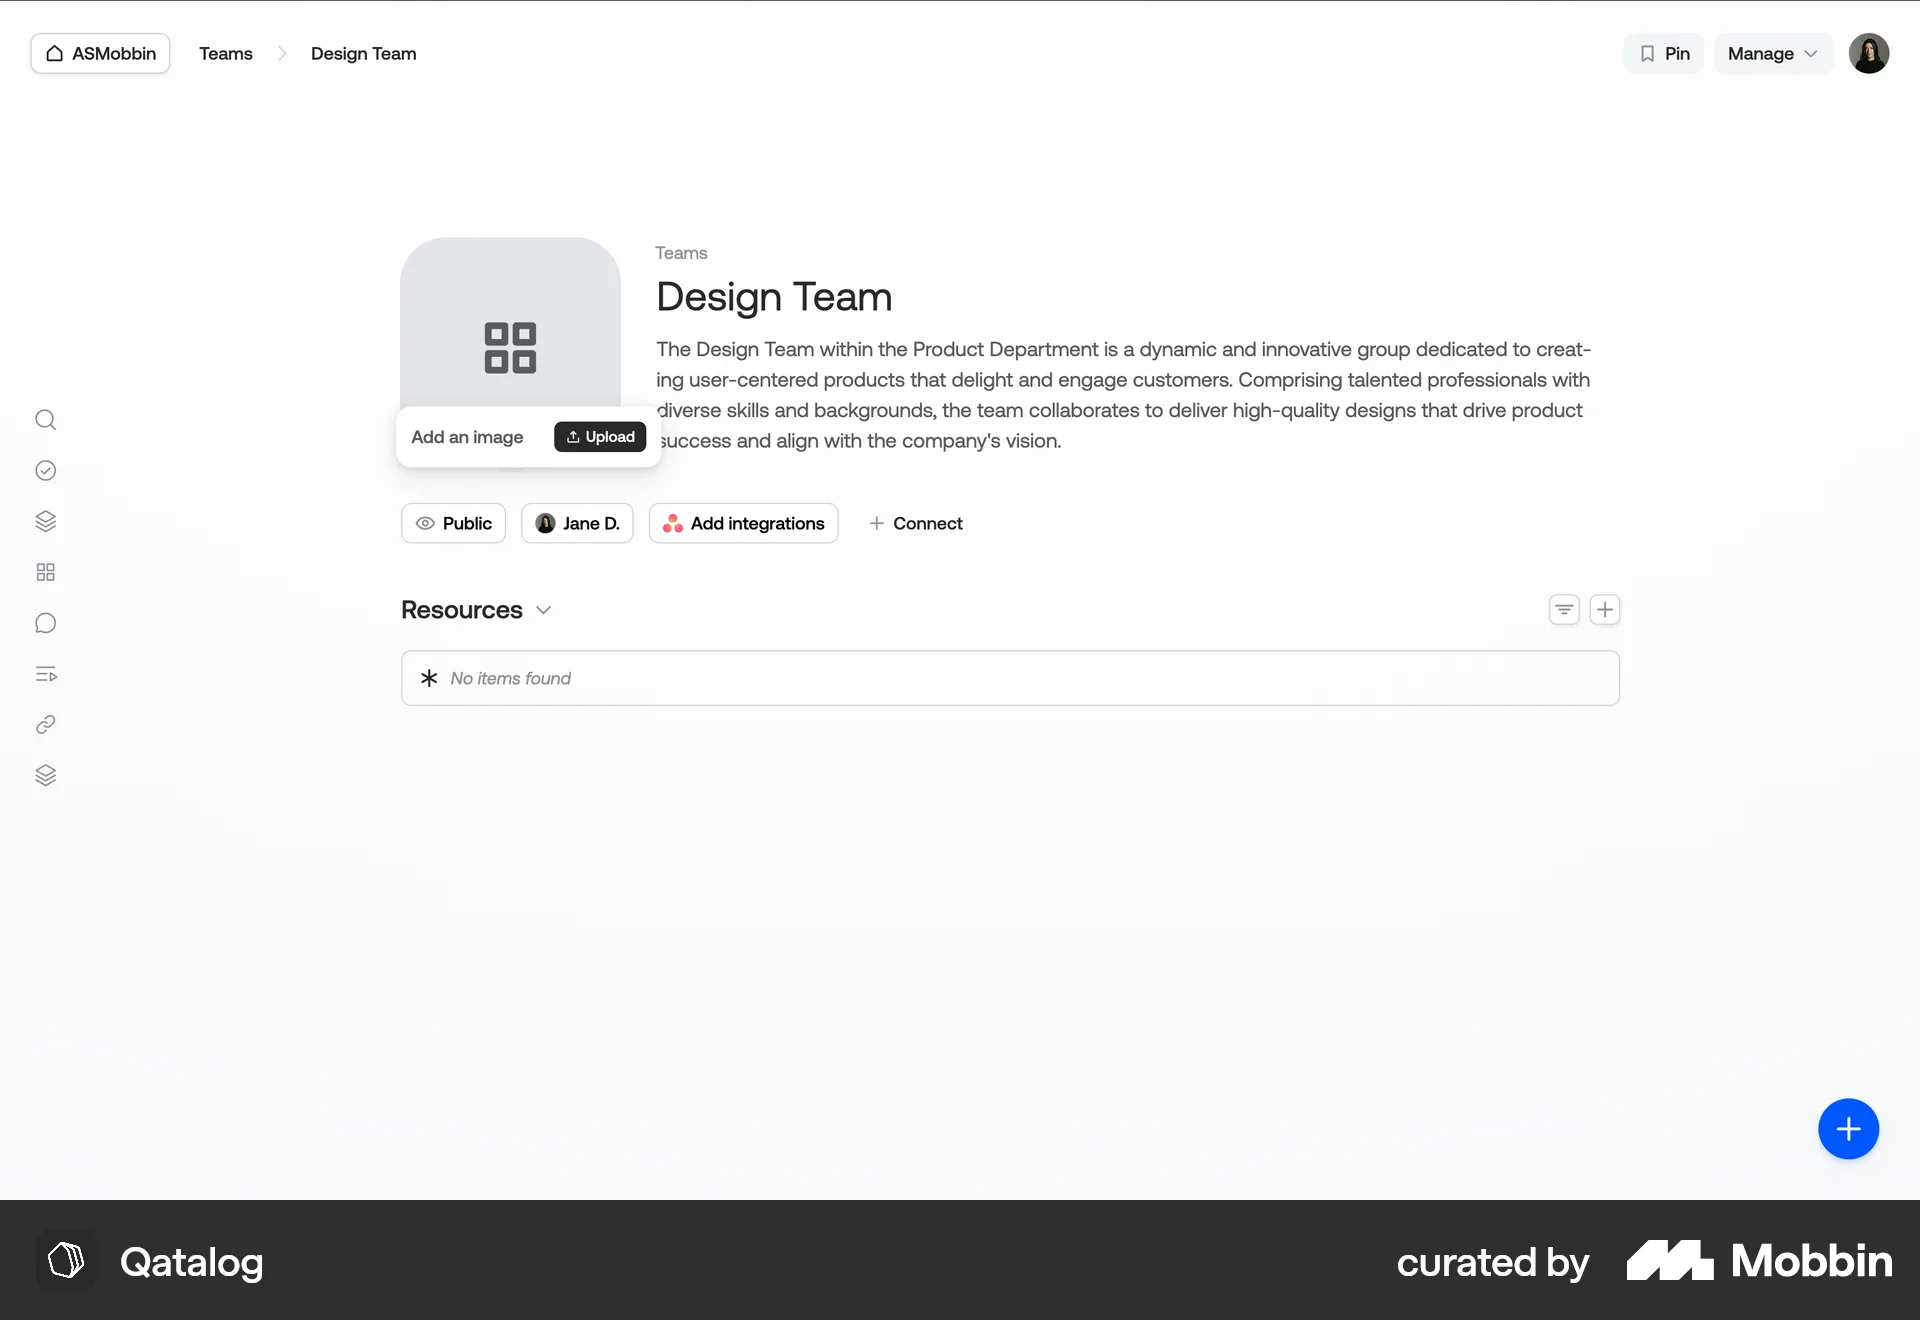 ASMobbin
Teams
Design Team
Pin
Manage
Teams
Design Team
The Design Team within the Product Department is a dynamic and innovative group dedicated to creat-
ing user-centered products that delight and engage customers. Comprising talented professionals with
diverse skills and backgrounds, the team collaborates to deliver high-quality designs that drive product
success and align with the company's vision.
Add an image
Upload
Public
Jane D.
Add integrations
Connect
Resources
No items found
Qatalog
curated by
Mobbin